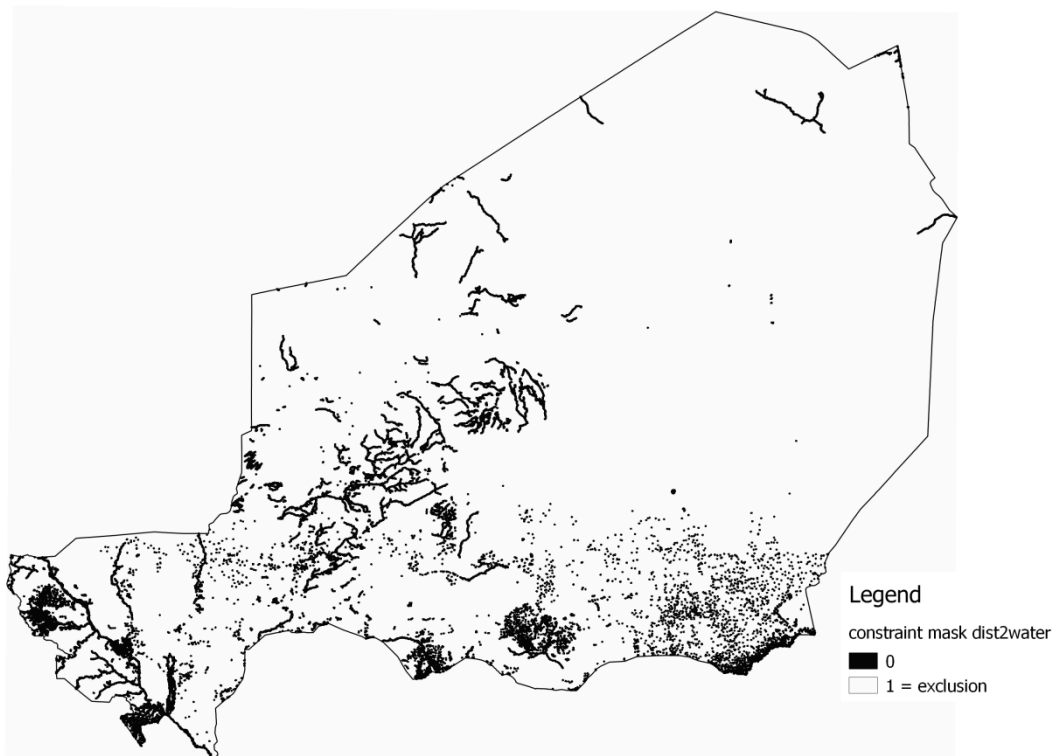 Legend
constraint mask dist2water
0
1 = exclusion